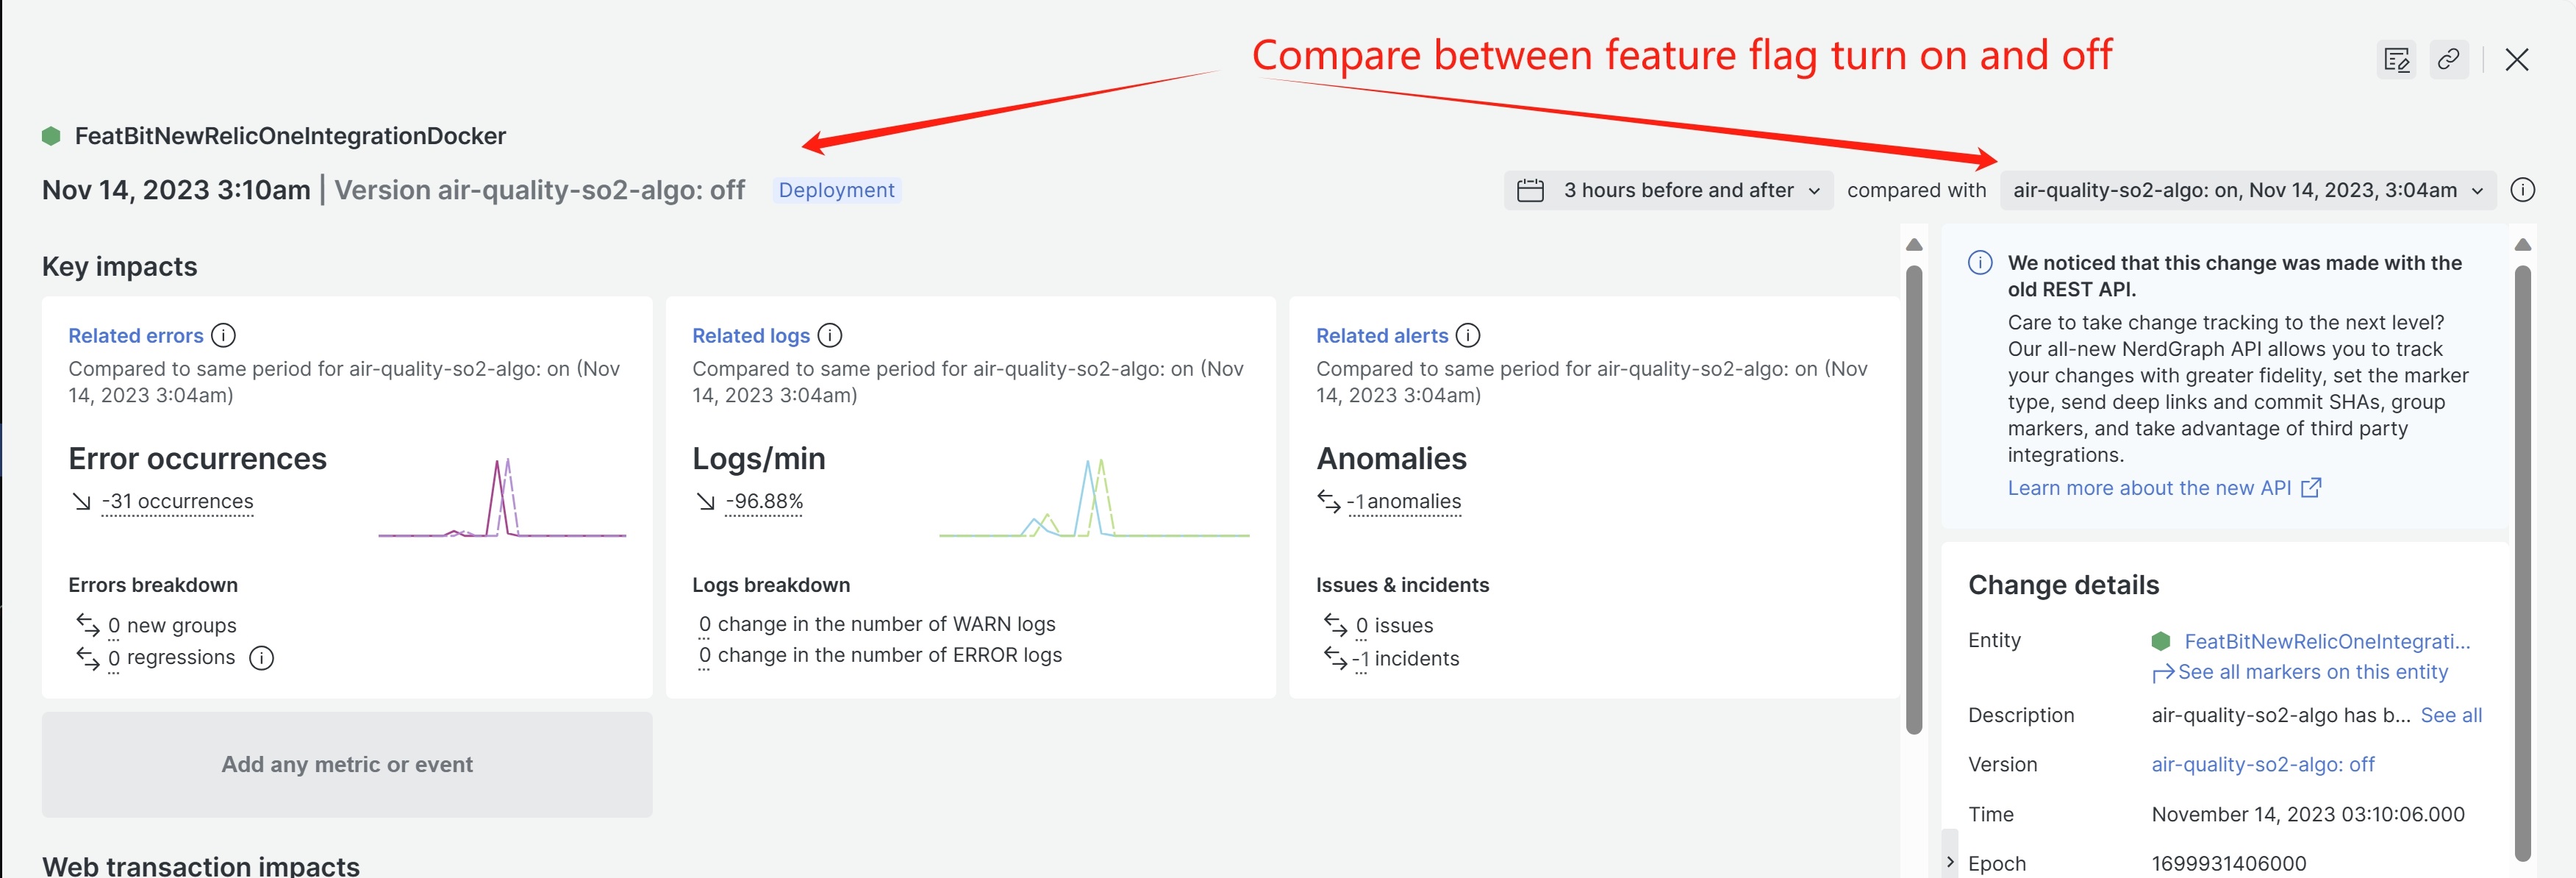 Compare between feature flag turn on and off
FeatBitNewRelicOneIntegrationDocker
Nov 14, 2023 3:10am | Version air-quality-so2-algo: off Deployment
3 hours before and after compared with air-quality-so2-algo: on, Nov 14, 2023, 3:04am
Key impacts
Related errors
Compared to same period for air-quality-so2-algo: on (Nov
14, 2023 3:04am)
Error occurrences
-31 occurrences
Errors breakdown
0 new groups
0 regressions
Related logs
Compared to same period for air-quality-so2-algo: on (Nov
14, 2023 3:04am)
Logs/min
-96.88%
Logs breakdown
0 change in the number of WARN logs
0 change in the number of ERROR logs
Related alerts
Compared to same period for air-quality-so2-algo: on (Nov
14, 2023 3:04am)
Anomalies
-1 anomalies
Issues & incidents
0 issues
-1 incidents
Add any metric or event
Web transaction impacts
We noticed that this change was made with the
old REST API.
Care to take change tracking to the next level?
Our all-new NerdGraph API allows you to track
your changes with greater fidelity, set the marker
type, send deep links and commit SHAs, group
markers, and take advantage of third party
integrations.
Learn more about the new API
Change details
Entity FeatBitNewRelicOneIntegrati...
See all markers on this entity
Description air-quality-so2-algo has b... See all
Version air-quality-so2-algo: off
Time November 14, 2023 03:10:06.000
Epoch 1699931406000